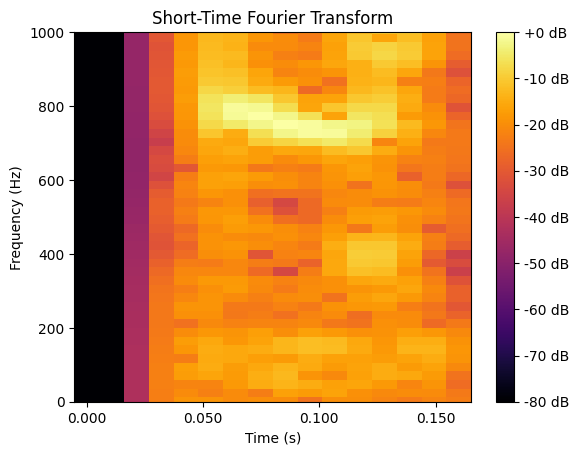 Short-Time Fourier Transform
1000
800
600
400
200
0
Frequency (Hz)
0.000
0.050
0.100
0.150
Time (s)
+0 dB
-10 dB
-20 dB
-30 dB
-40 dB
-50 dB
-60 dB
-70 dB
-80 dB